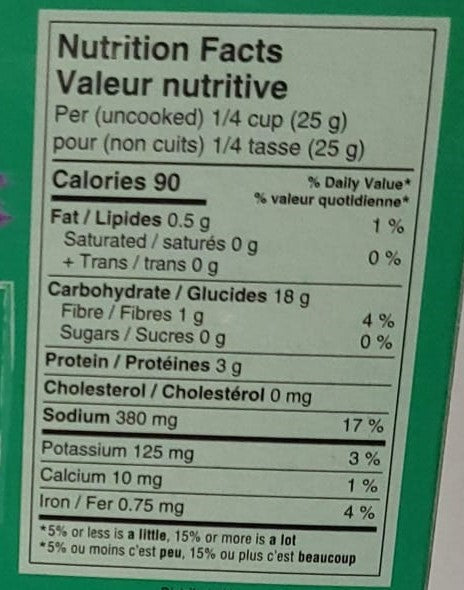 Nutrition Facts
Valeur nutritive
Per (uncooked) 1/4 cup (25 g)
pour (non cuits) 1/4 tasse (25 g)
Calories 90
% Daily Value*
% valeur quotidienne*
Fat / Lipides 0.5 g 1 %
Saturated / saturés 0 g
+ Trans / trans 0 g 0 %
Carbohydrate / Glucides 18 g
Fibre / Fibres 1 g 4 %
Sugars / Sucres 0 g 0 %
Protein / Protéines 3 g
Cholesterol / Cholestérol 0 mg
Sodium 380 mg 17 %
Potassium 125 mg 3 %
Calcium 10 mg 1 %
Iron / Fer 0.75 mg 4 %
*5% or less is a little, 15% or more is a lot
*5% ou moins c'est peu, 15% ou plus c'est beaucoup